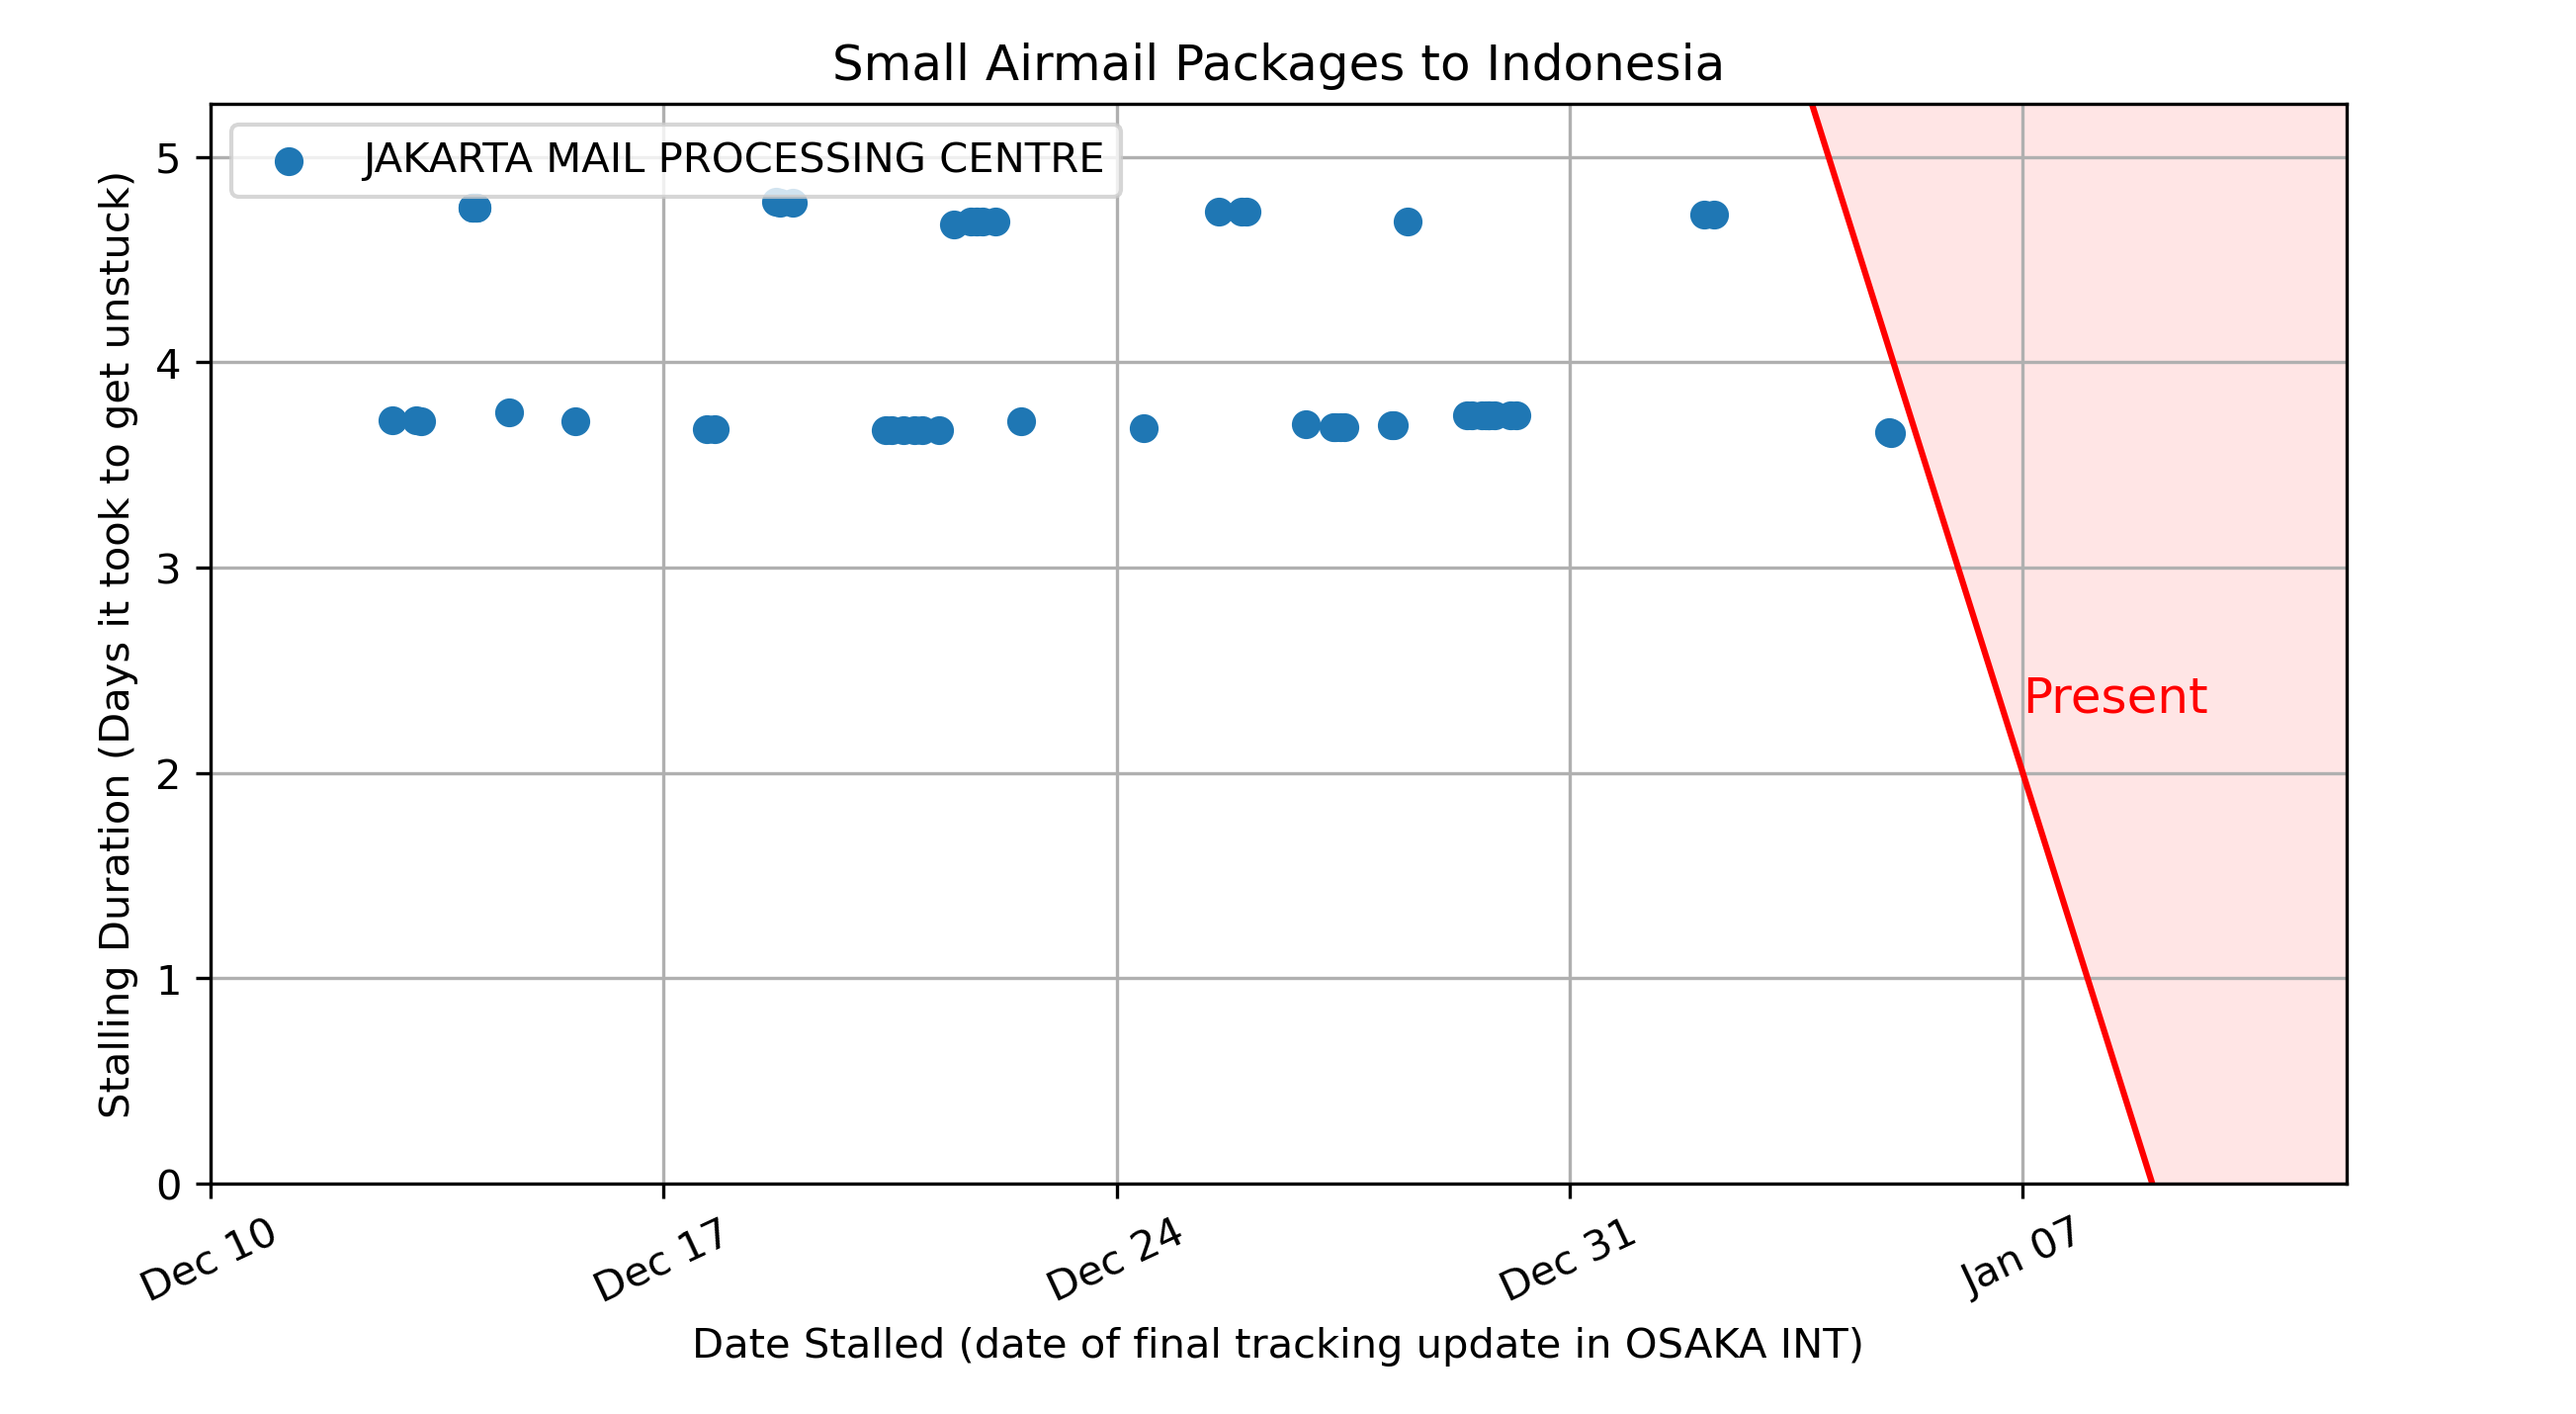 Small Airmail Packages to Indonesia
JAKARTA MAIL PROCESSING CENTRE
Stalling Duration (Days it took to get unstuck)
5
4
3
2
1
0
Present
Dec 10
Dec 17
Dec 24
Dec 31
Jan 07
Date Stalled (date of final tracking update in OSAKA INT)